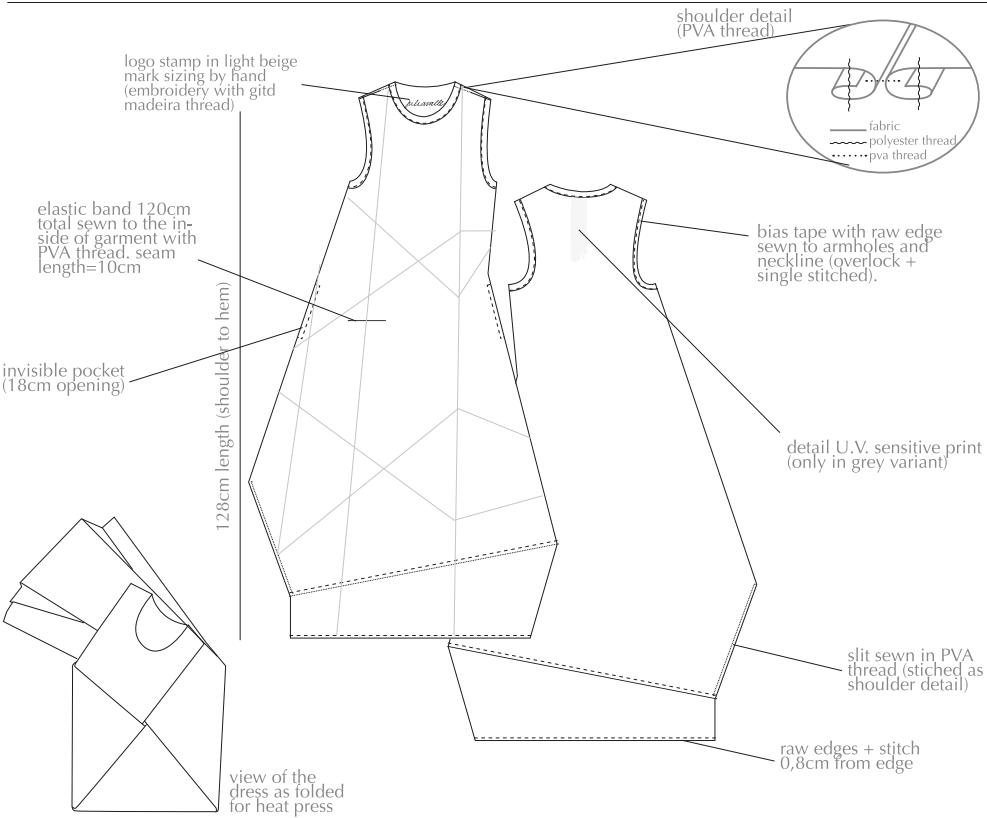 shoulder detail
(PVA thread)
logo stamp in light beige
mark sizing by hand
(embroidery with gitd
madeira thread)
fabric
polyester thread
pva thread
elastic band 120cm
total sewn to the in-
side of garment with
PVA thread. seam
length=10cm
bias tape with raw edge
sewn to armholes and
neckline (overlock +
single stitched).
128cm length (shoulder to hem)
invisible pocket
(18cm opening)
detail U.V. sensitive print
(only in grey variant)
slit sewn in PVA
thread (stiched as
shoulder detail)
raw edges + stitch
0,8cm from edge
view of the
dress as folded
for heat press